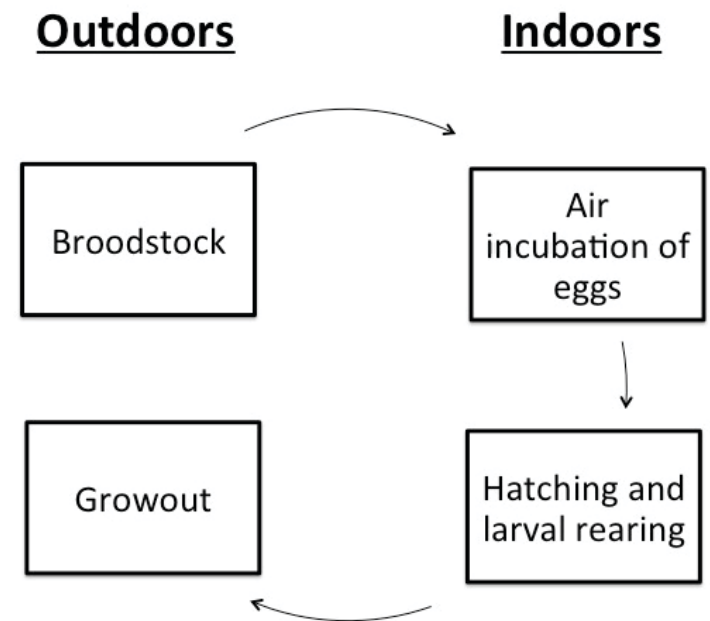 Outdoors
Indoors
Broodstock
Air
incubation of
eggs
Growout
Hatching and
larval rearing